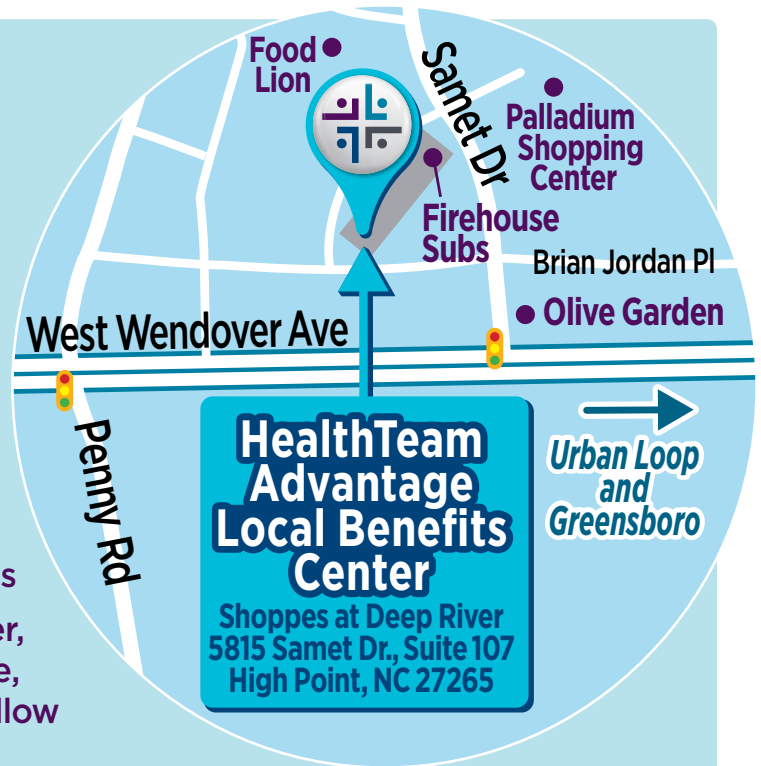 Food
Lion
Samet Dr
Palladium
Shopping
Center
Firehouse
Subs
Brian Jordan Pl
Olive Garden
West Wendover Ave
Penny Rd
HealthTeam
Advantage
Local Benefits
Center
Shoppes at Deep River
5815 Samet Dr., Suite 107
High Point, NC 27265
Urban Loop
and
Greensboro
s
er,
e,
llow